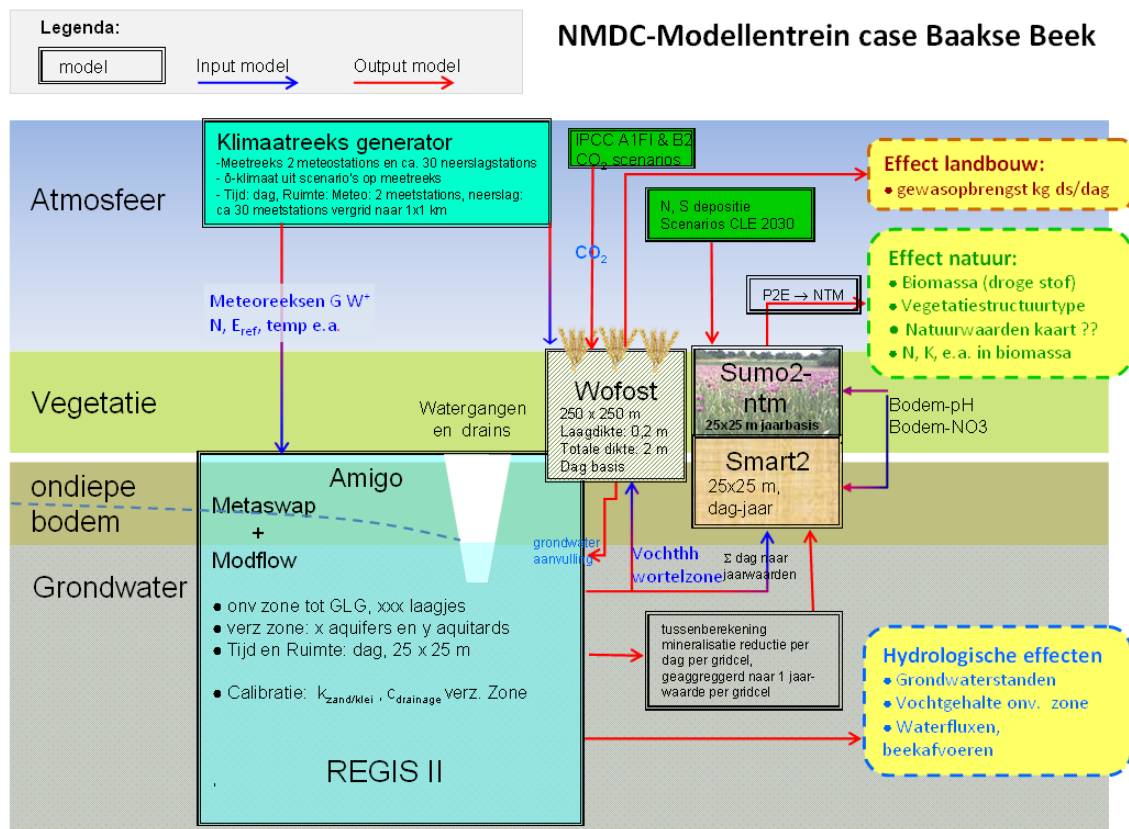 Legenda:
model
Input model
Output model
NMDC-Modellentrein case Baakse Beek
Atmosfeer
Klimaatreeks generator
-Meetreeks 2 meteostations en ca. 30 neerslagstations
- δ-klimaat uit scenario's op meetreeks
- Tijd: dag, Ruimte: Meteo: 2 meetstations, neerslag:
ca 30 meetstations vergrid naar 1x1 km
IPCC A1FI & B2
CO2 scenarios
N, S depositie
Scenarios CLE 2030
Effect landbouw:
• gewasopbrengst kg ds/dag
Effect natuur:
• Biomassa (droge stof)
• Vegetatiestructuurtype
• Natuurwaarden kaart ??
• N, K, e.a. in biomassa
CO2
P2E → NTM
Meteoreeksen G W+
N, Eref, temp e.a.
Vegetatie
Watergangen
en drains
Wofost
250 x 250 m
Laagdikte: 0,2 m
Totale dikte: 2 m
Dag basis
Sumo2-
ntm
25x25 m jaarbasis
Smart2
25x25 m,
dag-jaar
Bodem-pH
Bodem-NO3
ondiepe
bodem
Grondwater
Amigo
Metaswap
+
Modflow
• onv zone tot GLG, xxx laagjes
• verz zone: x aquifers en y aquitards
• Tijd en Ruimte: dag, 25 x 25 m
• Calibratie: kzand/klei , cdrainage verz. Zone
REGIS II
.
grondwater
aanvulling
Vochthh
wortelzone
Σ dag naar
jaarwaarden
tussenberekening
mineralisatie reductie per
dag per gridcel,
geaggreggerd naar 1 jaar-
waarde per gridcel
Hydrologische effecten
• Grondwaterstanden
• Vochtgehalte onv. zone
• Waterfluxen,
beekafvoeren